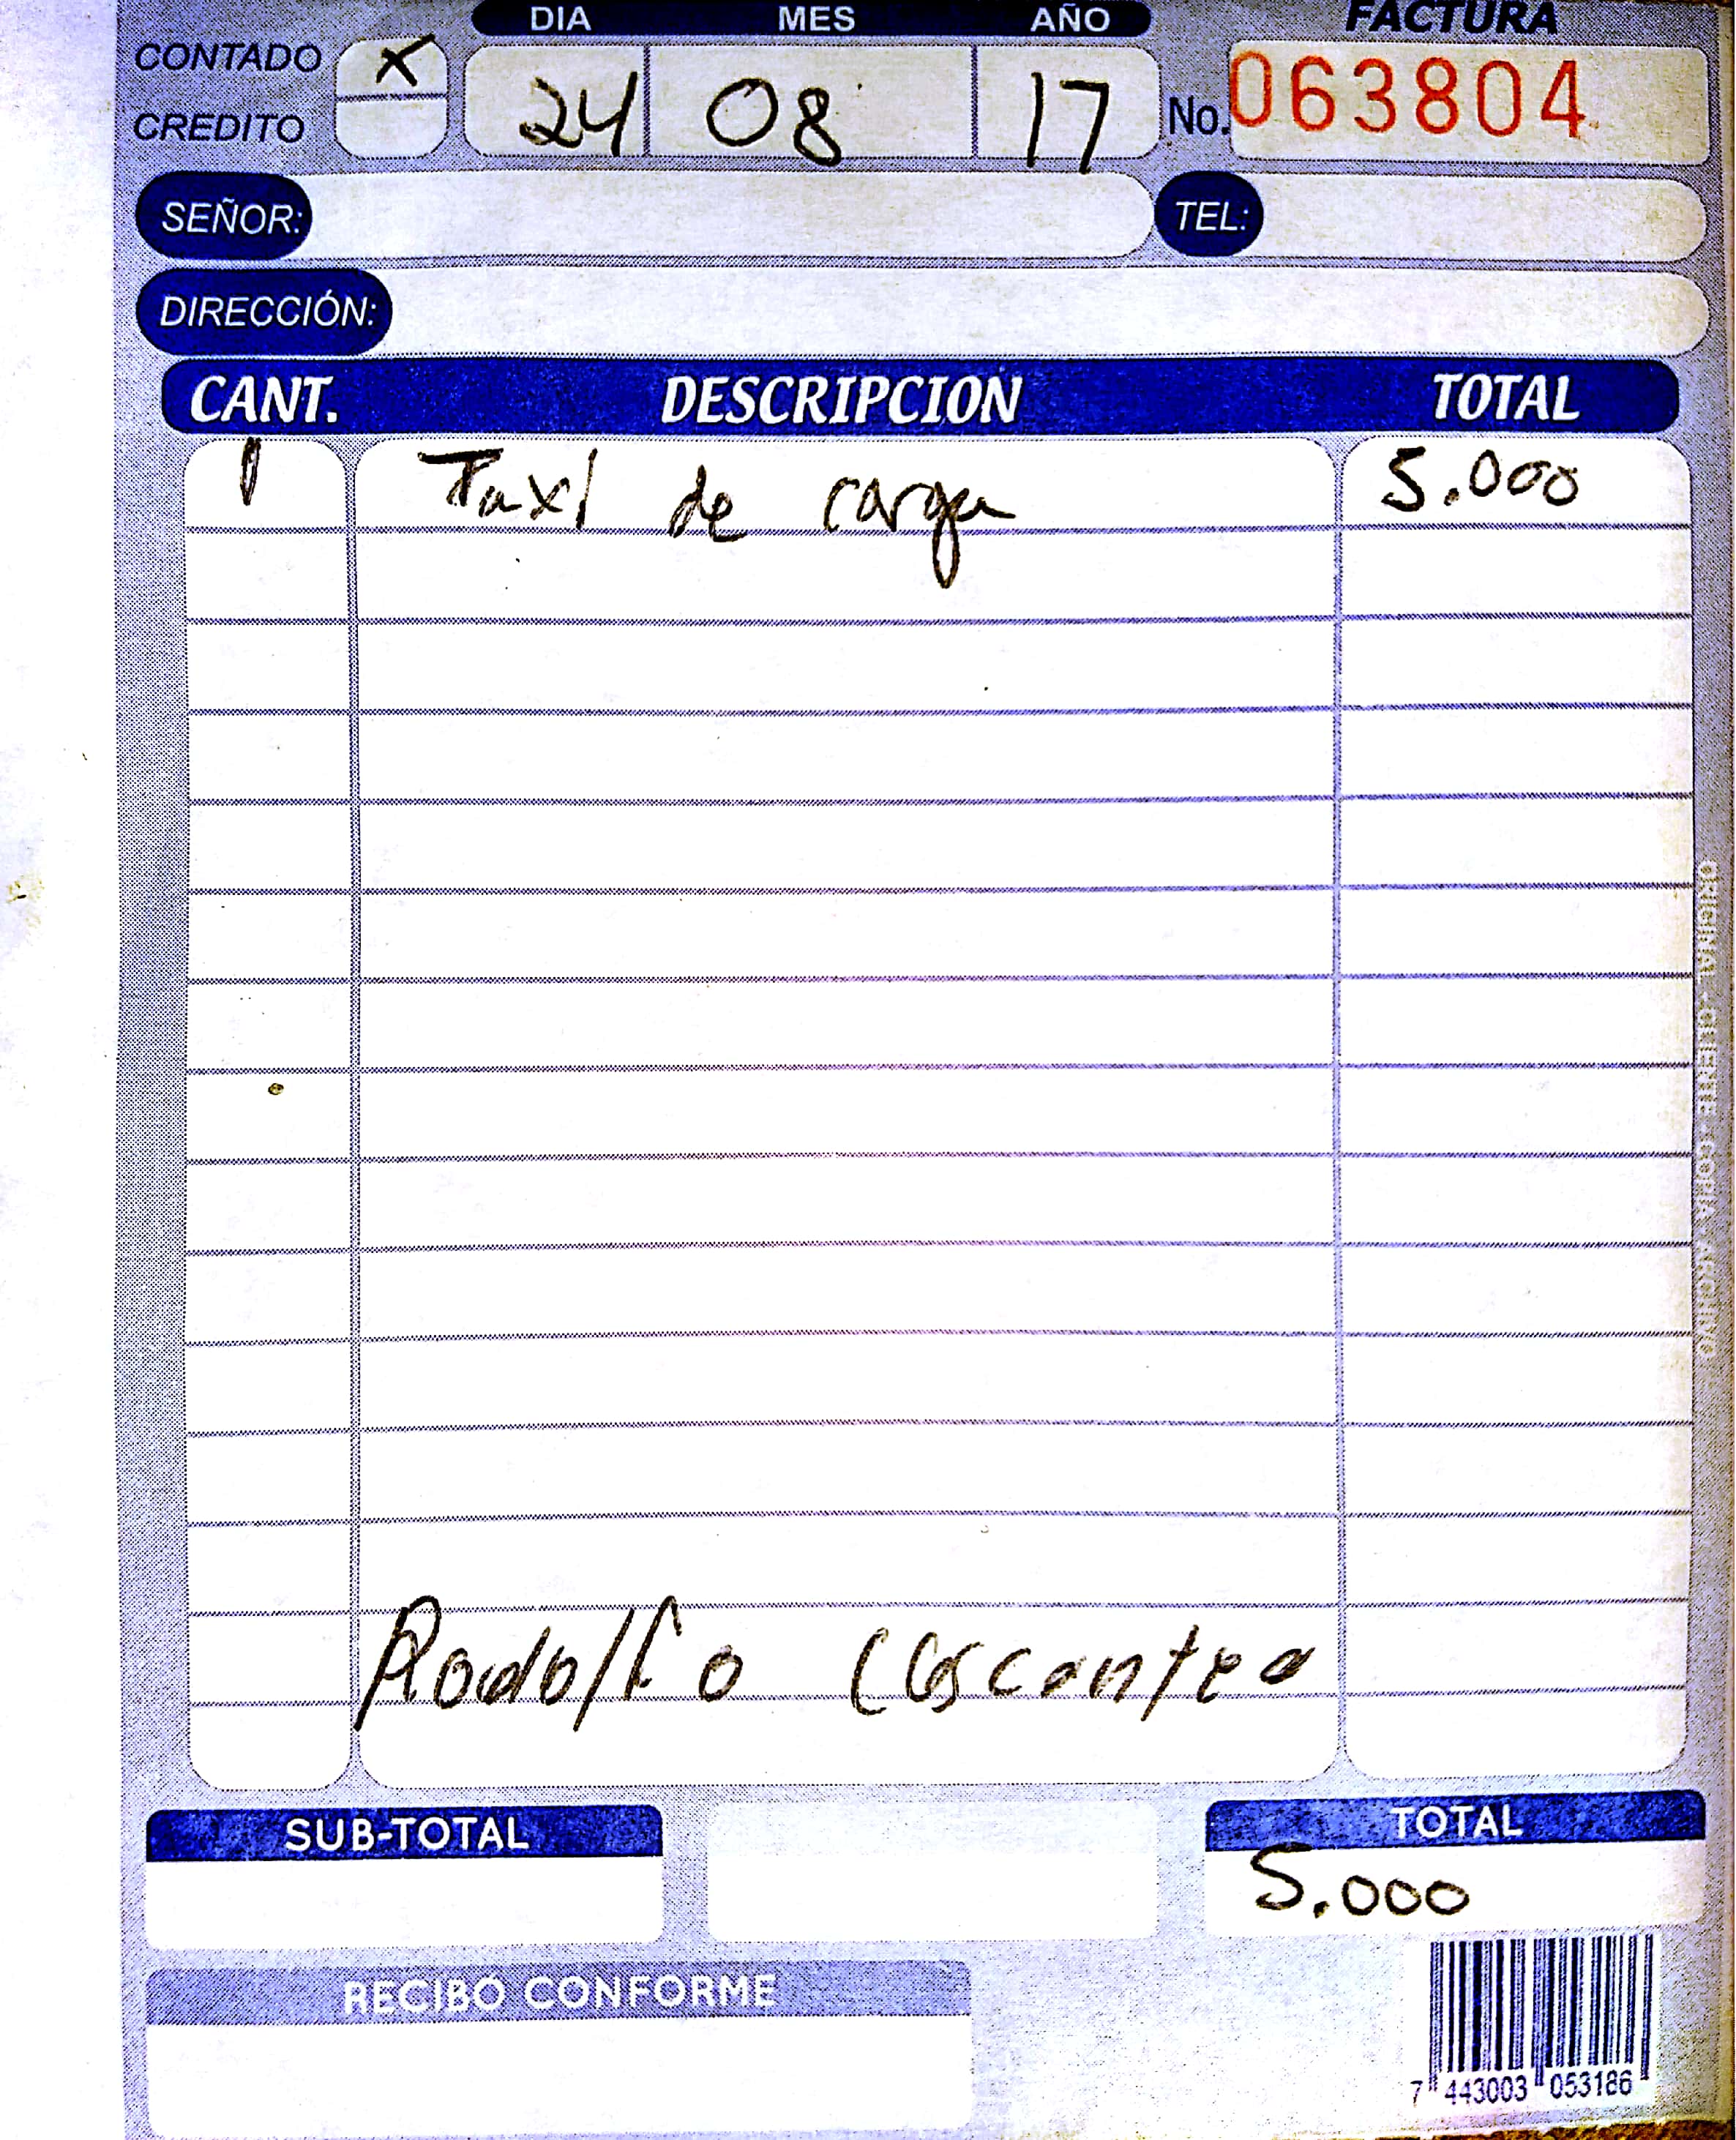 DIA MES AÑO FACTURA
CONTADO X 24 08 17 No. 063804
CREDITO
SEÑOR: TEL:
DIRECCIÓN:
CANT. DESCRIPCION TOTAL
1 Taxi de carga 5.000
Rodolfo
SUB-TOTAL TOTAL
5.000
RECIBO CONFORME
7 443003 053186
ORIGINAL - CLIENTE - COPIA - ARCHIVO